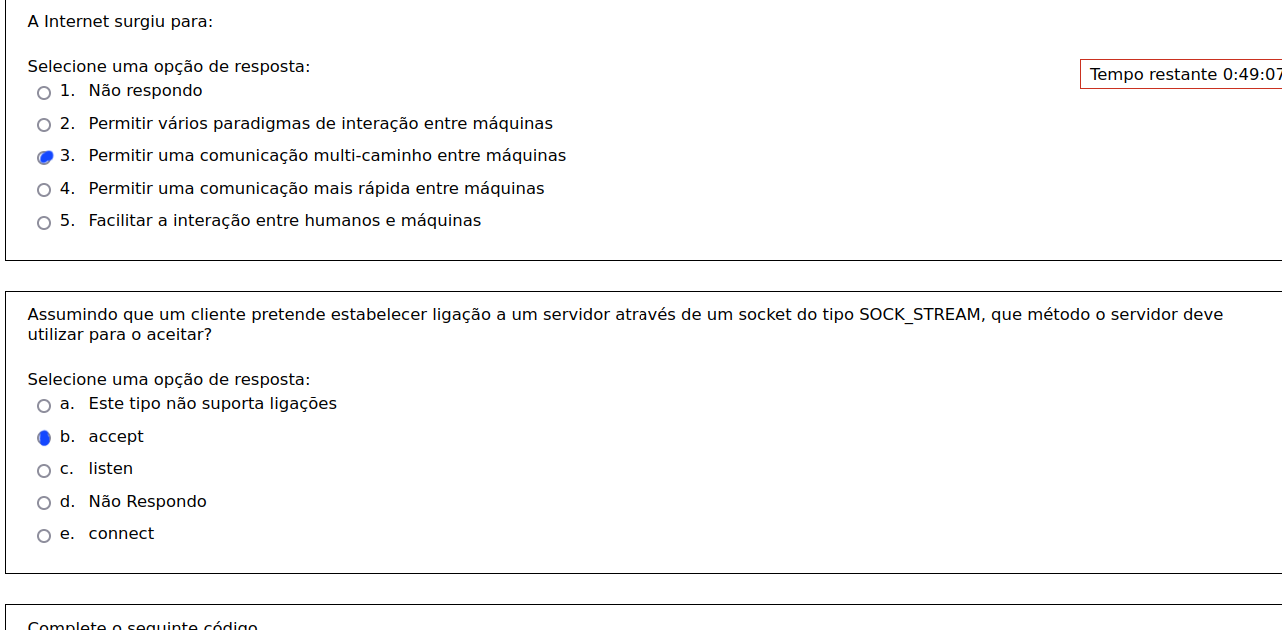 A Internet surgiu para:
Selecione uma opção de resposta:
Tempo restante 0:49:07
1. Não respondo
2. Permitir vários paradigmas de interação entre máquinas
3. Permitir uma comunicação multi-caminho entre máquinas
4. Permitir uma comunicação mais rápida entre máquinas
5. Facilitar a interação entre humanos e máquinas
Assumindo que um cliente pretende estabelecer ligação a um servidor através de um socket do tipo SOCK_STREAM, que método o servidor deve
utilizar para o aceitar?
Selecione uma opção de resposta:
a. Este tipo não suporta ligações
b. accept
c. listen
d. Não Respondo
e. connect
Complete o seguinte código